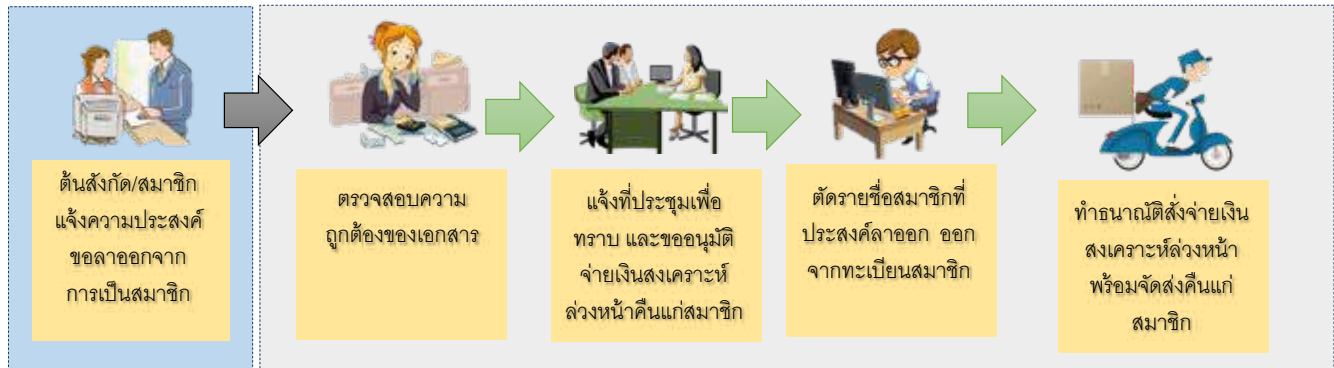 ต้นสังกัด/สมาชิก
แจ้งความประสงค์
ขอลาออกจาก
การเป็นสมาชิก
ตรวจสอบความ
ถูกต้องของเอกสาร
แจ้งที่ประชุมเพื่อ
ทราบ และขออนุมัติ
จ่ายเงินสงเคราะห์
ล่วงหน้าคืนแก่สมาชิก
ตัดรายชื่อสมาชิกที่
ประสงค์ลาออก ออก
จากทะเบียนสมาชิก
ทำธนาณัติสั่งจ่ายเงิน
สงเคราะห์ล่วงหน้า
พร้อมจัดส่งคืนแก่
สมาชิก